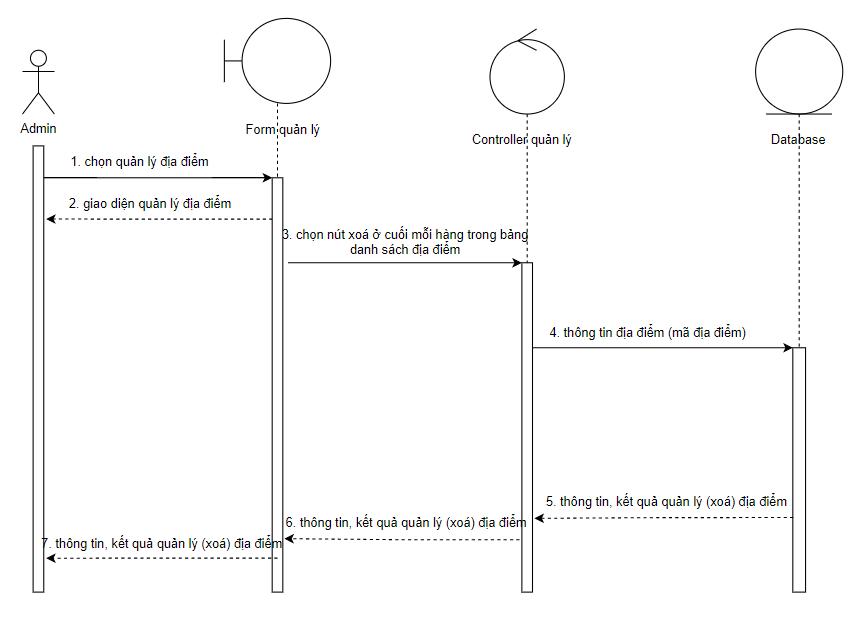 Admin
Form quản lý
Controller quản lý
Database
1. chọn quản lý địa điểm
2. giao diện quản lý địa điểm
3. chọn nút xoá ở cuối mỗi hàng trong bảng
danh sách địa điểm
4. thông tin địa điểm (mã địa điểm)
5. thông tin, kết quả quản lý (xoá) địa điểm
6. thông tin, kết quả quản lý (xoá) địa điểm
7. thông tin, kết quả quản lý (xoá) địa điểm